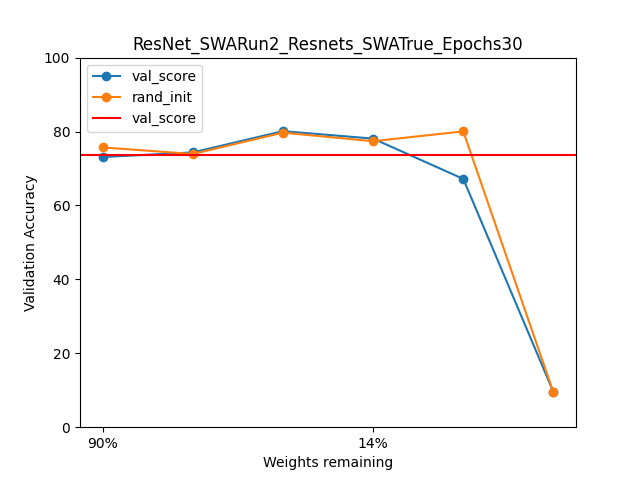 ResNet_SWARun2_Resnets_SWATrue_Epochs30
val_score
rand_init
val_score
Validation Accuracy
100
80
60
40
20
0
90%
14%
Weights remaining